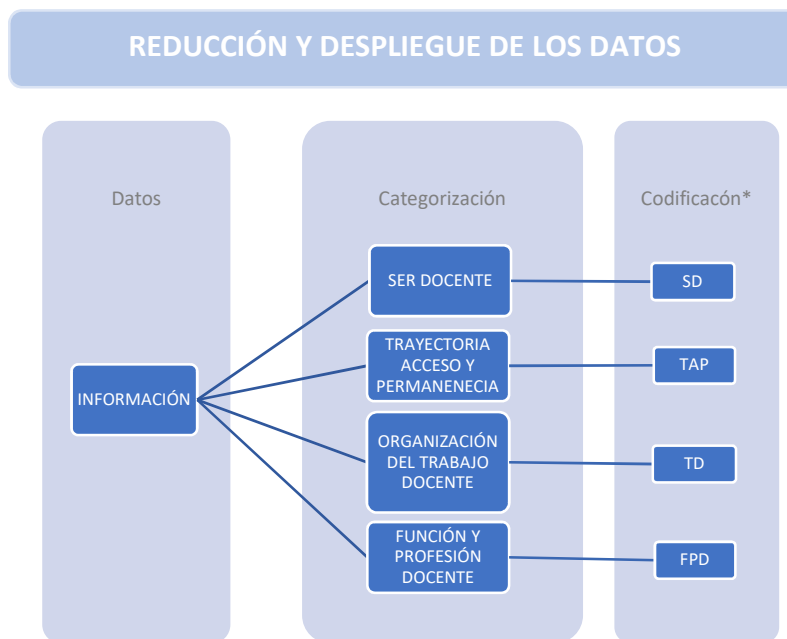 REDUCCIÓN Y DESPLIEGUE DE LOS DATOS
Datos
Categorización
Codificacón*
SER DOCENTE
SD
TRAYECTORIA
ACCESO Y
PERMANENECIA
TAP
INFORMACIÓN
ORGANIZACIÓN
DEL TRABAJO
DOCENTE
TD
FUNCIÓN Y
PROFESIÓN
DOCENTE
FPD